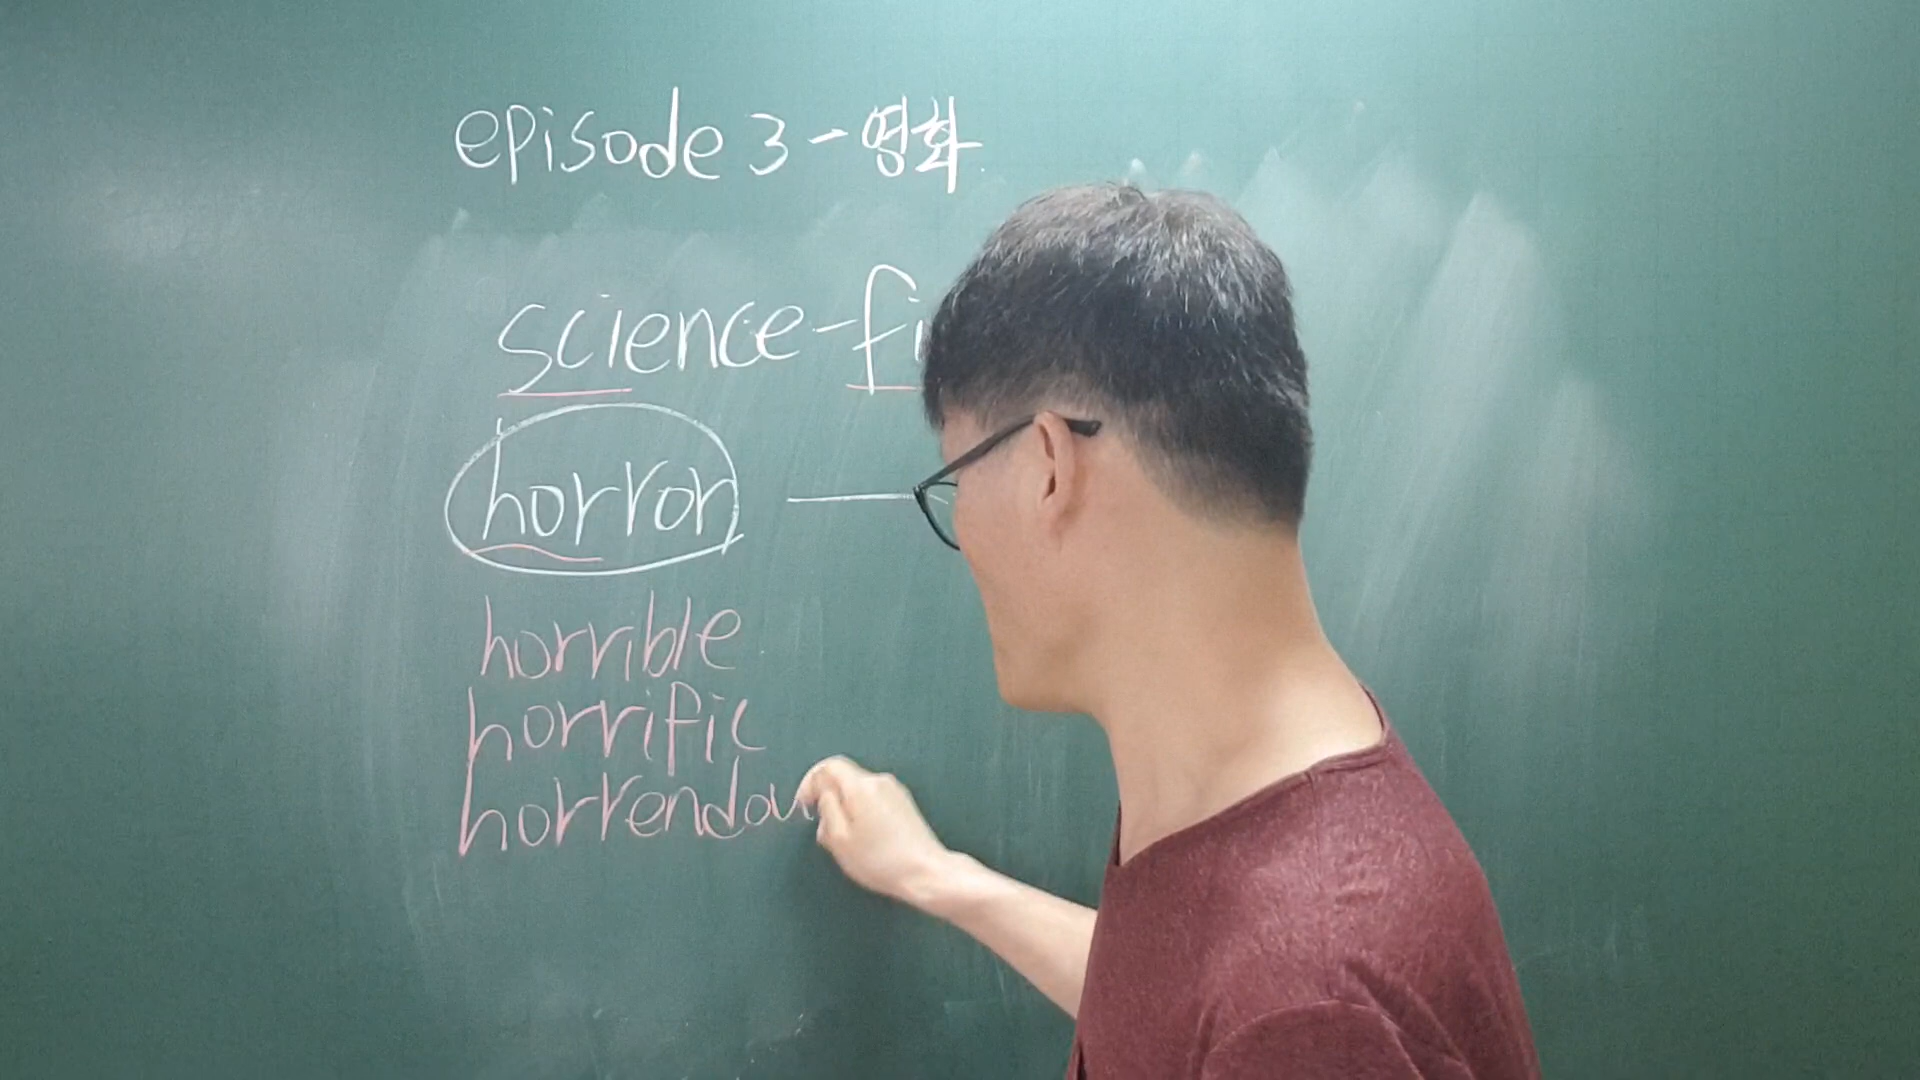 episode 3 - 영화
science-fi
horror —
horrible
horrific
horrendou